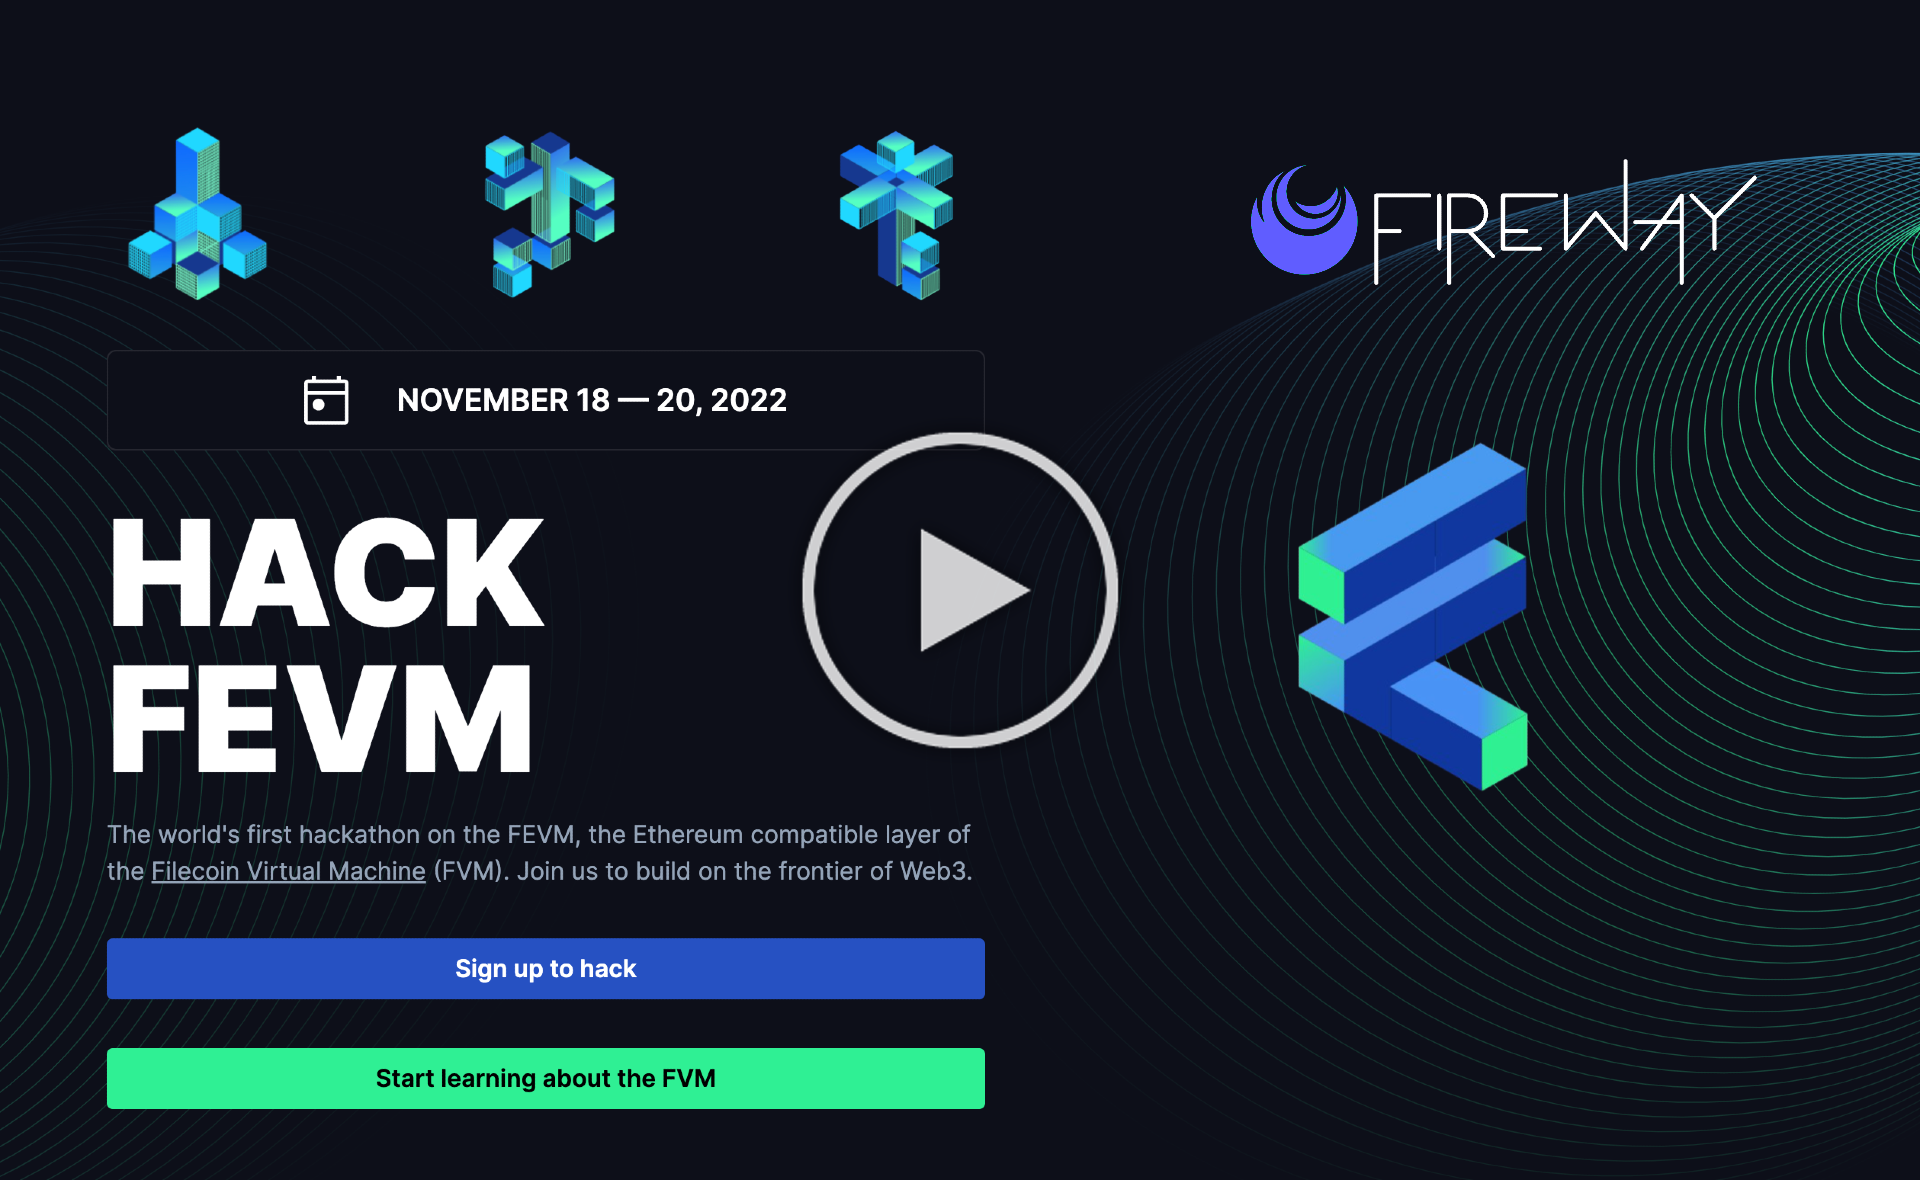 FIREWAY
NOVEMBER 18 — 20, 2022
HACK
FEVM
The world's first hackathon on the FEVM, the Ethereum compatible layer of
the Filecoin Virtual Machine (FVM). Join us to build on the frontier of Web3.
Sign up to hack
Start learning about the FVM